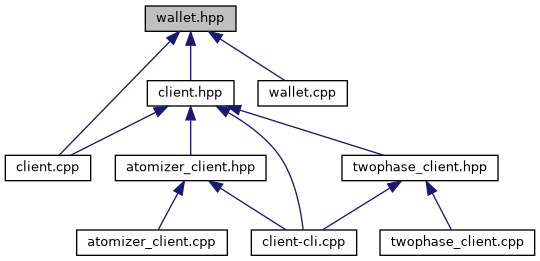 wallet.hpp
client.hpp
wallet.cpp
client.cpp
atomizer_client.hpp
twophase_client.hpp
atomizer_client.cpp
client-cli.cpp
twophase_client.cpp